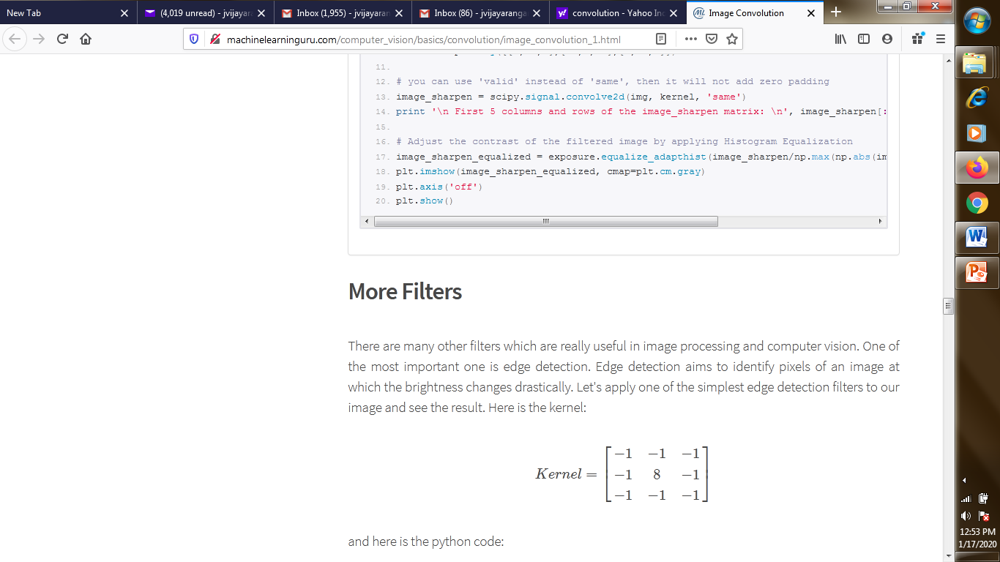 New Tab
(4,019 unread) - jvijayara
Inbox (1,955) - jvijayaran
Inbox (86) - jvijayaranga
convolution - Yahoo In
Image Convolution
machinelearningguru.com/computer_vision/basics/convolution/image_convolution_1.html
11.
12. # you can use 'valid' instead of 'same', then it will not add zero padding
13. image_sharpen = scipy.signal.convolve2d(img, kernel, 'same')
14. print '\n First 5 columns and rows of the image_sharpen matrix: \n', image_sharpen[:
15.
16. # Adjust the contrast of the filtered image by applying Histogram Equalization
17. image_sharpen_equalized = exposure.equalize_adapthist(image_sharpen/np.max(np.abs(im
18. plt.imshow(image_sharpen_equalized, cmap=plt.cm.gray)
19. plt.axis('off')
20. plt.show()
More Filters
There are many other filters which are really useful in image processing and computer vision. One of
the most important one is edge detection. Edge detection aims to identify pixels of an image at
which the brightness changes drastically. Let's apply one of the simplest edge detection filters to our
image and see the result. Here is the kernel:
−1 −1 −1
Kernel = −1 8 −1
−1 −1 −1
and here is the python code:
12:53 PM
1/17/2020